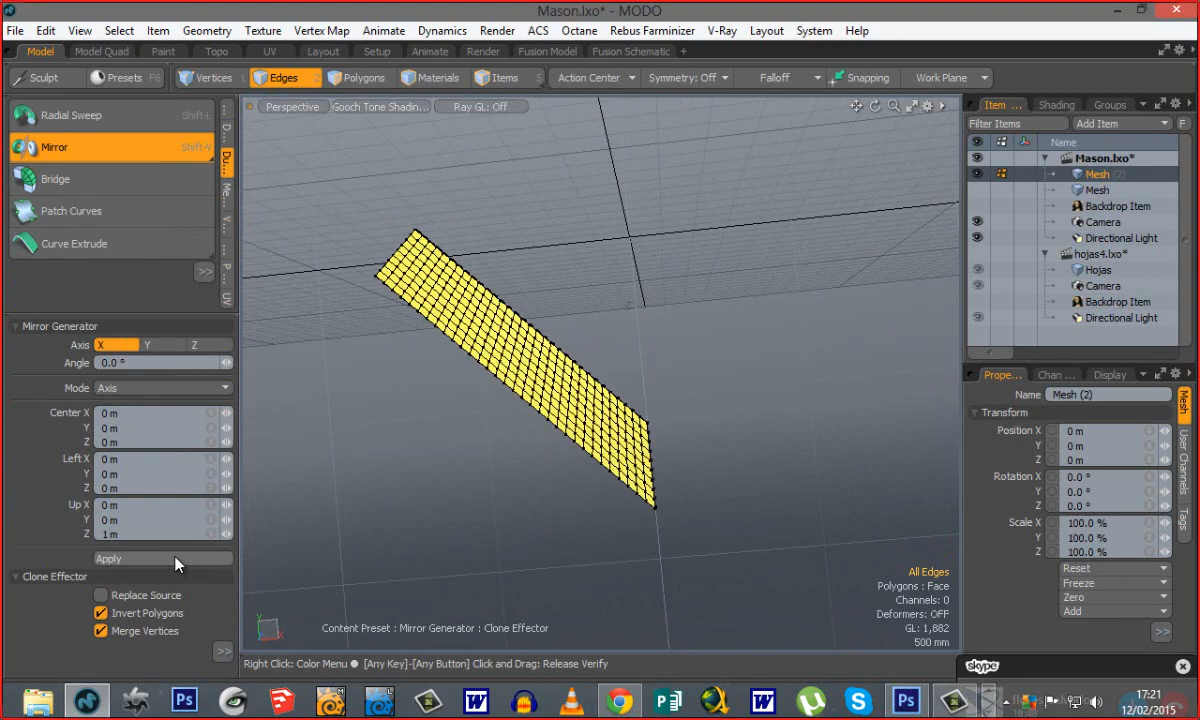 Mason.lxo* - MODO
File Edit View Select Item Geometry Texture Vertex Map Animate Dynamics Render ACS Octane Rebus Farminizer V-Ray Layout System Help
Model Model Quad Paint Topo UV Layout Setup Animate Render Fusion Model Fusion Schematic +
Sculpt Presets F6 Vertices 1 Edges 2 Polygons Materials Items 5 Action Center Symmetry: Off Falloff Snapping Work Plane
Radial Sweep Shift-L
Mirror Shift-V
Bridge
Patch Curves
Curve Extrude
>>
D...
Du...
Me...
V...
P...
UV
Mirror Generator
Axis X Y Z
Angle 0.0 °
Mode Axis
Center X 0 m
Y 0 m
Z 0 m
Left X 0 m
Y 0 m
Z 0 m
Up X 0 m
Y 0 m
Z 1 m
Apply
Clone Effector
Replace Source
Invert Polygons
Merge Vertices
>>
Perspective Gooch Tone Shadin... Ray GL: Off
All Edges
Polygons : Face
Channels: 0
Deformers: OFF
GL: 1,882
500 mm
Content Preset : Mirror Generator : Clone Effector
Y
X
Right Click: Color Menu ● [Any Key]-[Any Button] Click and Drag: Release Verify
Item ... Shading Groups
Filter Items Add Item F
Name
Mason.lxo*
Mesh (2)
Mesh
Backdrop Item
Camera
Directional Light
hojas4.lxo*
Hojas
Camera
Backdrop Item
Directional Light
Prope... Chan ... Display
Name Mesh (2)
Transform
Position X 0 m
Y 0 m
Z 0 m
Rotation X 0.0 °
Y 0.0 °
Z 0.0 °
Scale X 100.0 %
Y 100.0 %
Z 100.0 %
Reset
Freeze
Zero
Add
>>
Mesh
User Channels
Tags
skype
Ps W P W S Ps
17:21
12/02/2015